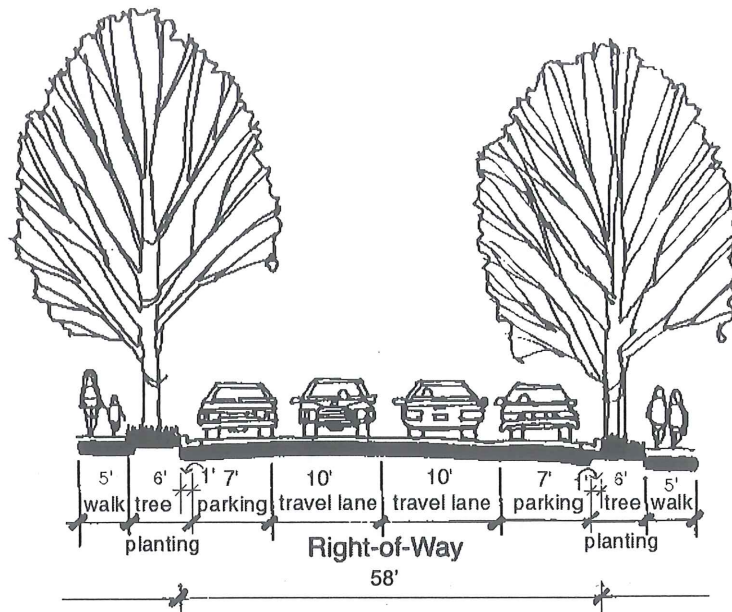 5' 6' 1' 7' 10' 10' 7' 1' 6' 5'
walk tree parking travel lane travel lane parking tree walk
planting planting
Right-of-Way
58'